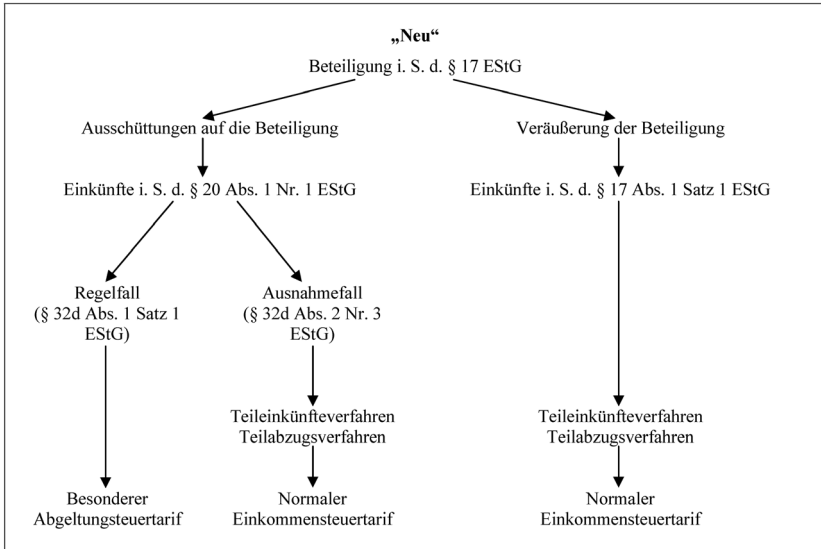 „Neu“
Beteiligung i. S. d. § 17 EStG
Ausschüttungen auf die Beteiligung
Veräußerung der Beteiligung
Einkünfte i. S. d. § 20 Abs. 1 Nr. 1 EStG
Einkünfte i. S. d. § 17 Abs. 1 Satz 1 EStG
Regelfall
(§ 32d Abs. 1 Satz 1
EStG)
Ausnahmefall
(§ 32d Abs. 2 Nr. 3
EStG)
Teileinkünfteverfahren
Teilabzugsverfahren
Teileinkünfteverfahren
Teilabzugsverfahren
Besonderer
Abgeltungsteuertarif
Normaler
Einkommensteuertarif
Normaler
Einkommensteuertarif